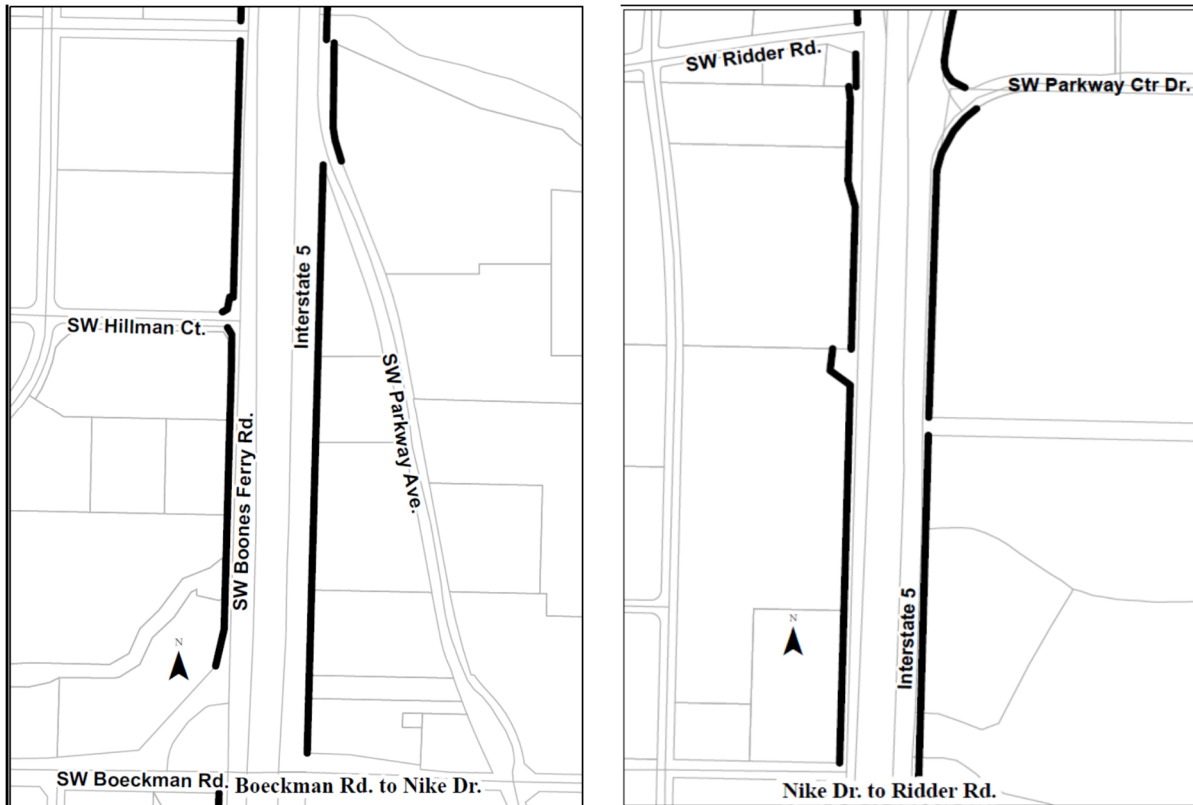 Interstate 5
SW Hillman Ct.
SW Parkway Ave.
SW Boones Ferry Rd.
N
SW Boeckman Rd.
Boeckman Rd. to Nike Dr.
SW Ridder Rd.
SW Parkway Ctr Dr.
N
Interstate 5
Nike Dr. to Ridder Rd.